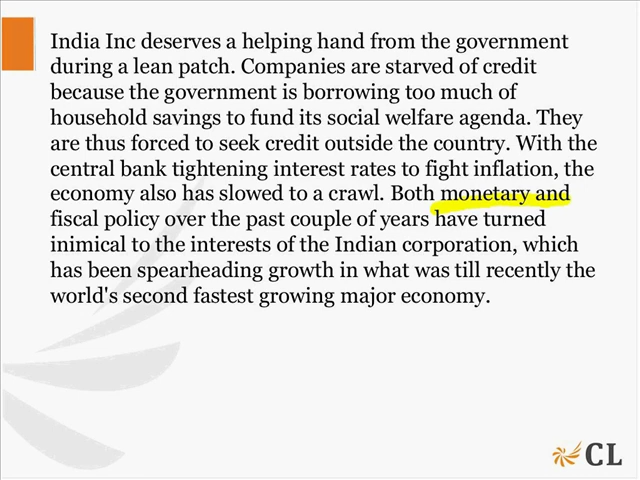 India Inc deserves a helping hand from the government
during a lean patch. Companies are starved of credit
because the government is borrowing too much of
household savings to fund its social welfare agenda. They
are thus forced to seek credit outside the country. With the
central bank tightening interest rates to fight inflation, the
economy also has slowed to a crawl. Both monetary and
fiscal policy over the past couple of years have turned
inimical to the interests of the Indian corporation, which
has been spearheading growth in what was till recently the
world's second fastest growing major economy.
CL